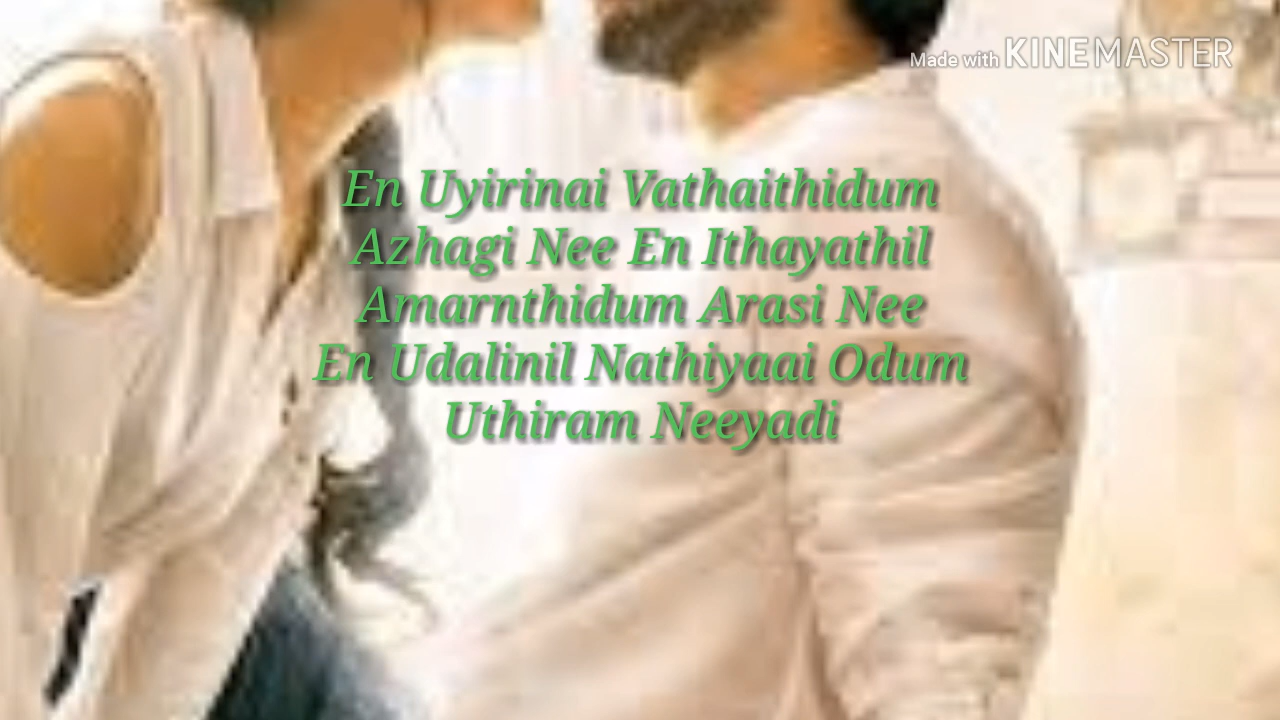 Made with KINEMASTER
En Uyirinai Vathaithidum
Azhagi Nee En Ithayathil
Amarnthidum Arasi Nee
En Udalinil Nathiyaai Odum
Uthiram Neeyadi